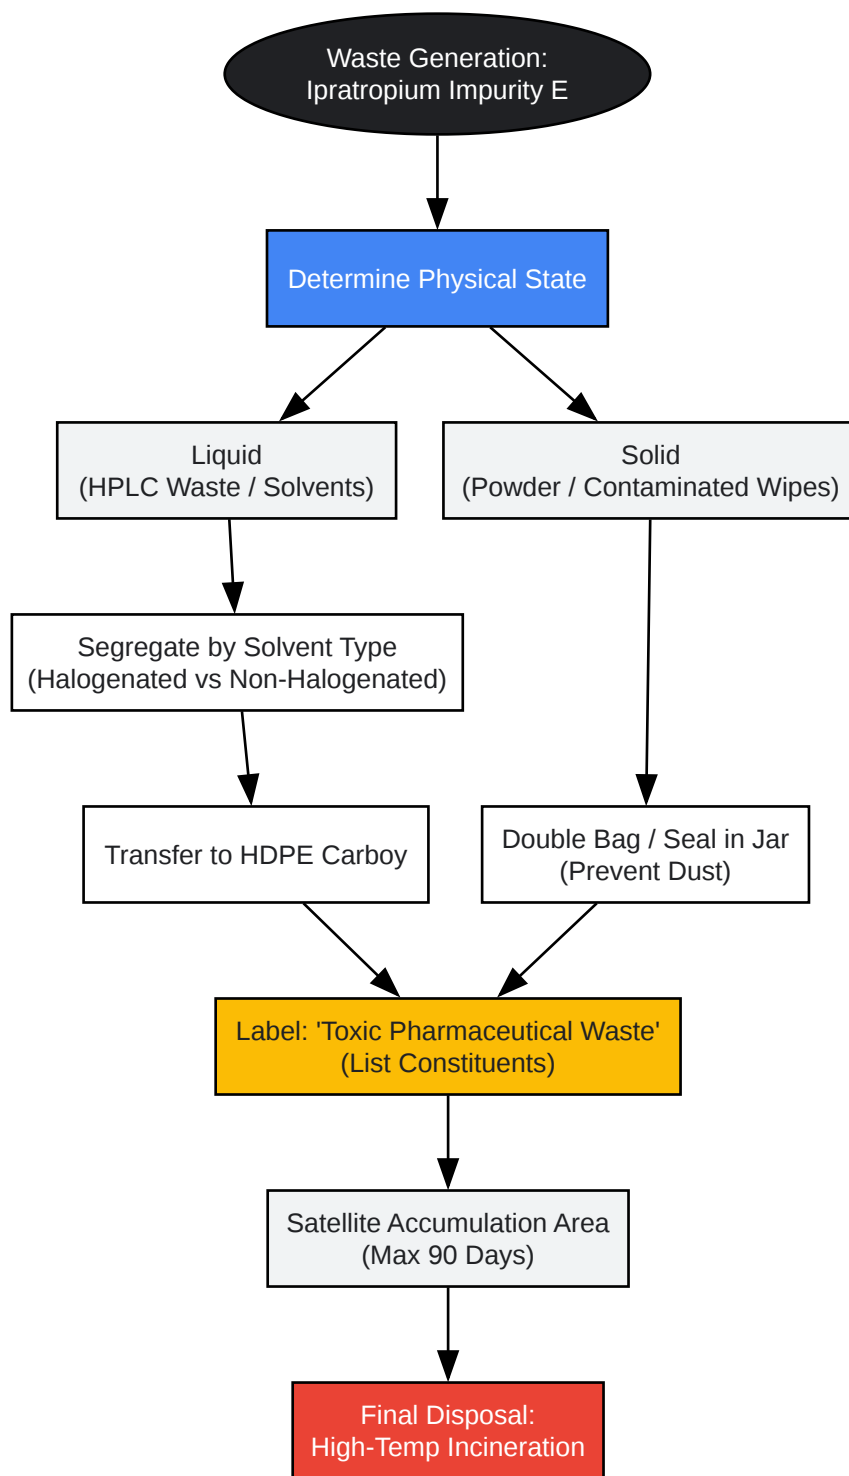 Waste Generation:
Ipratropium Impurity E
Determine Physical State
Liquid
(HPLC Waste / Solvents)
Solid
(Powder / Contaminated Wipes)
Segregate by Solvent Type
(Halogenated vs Non-Halogenated)
Transfer to HDPE Carboy
Double Bag / Seal in Jar
(Prevent Dust)
Label: 'Toxic Pharmaceutical Waste'
(List Constituents)
Satellite Accumulation Area
(Max 90 Days)
Final Disposal:
High-Temp Incineration